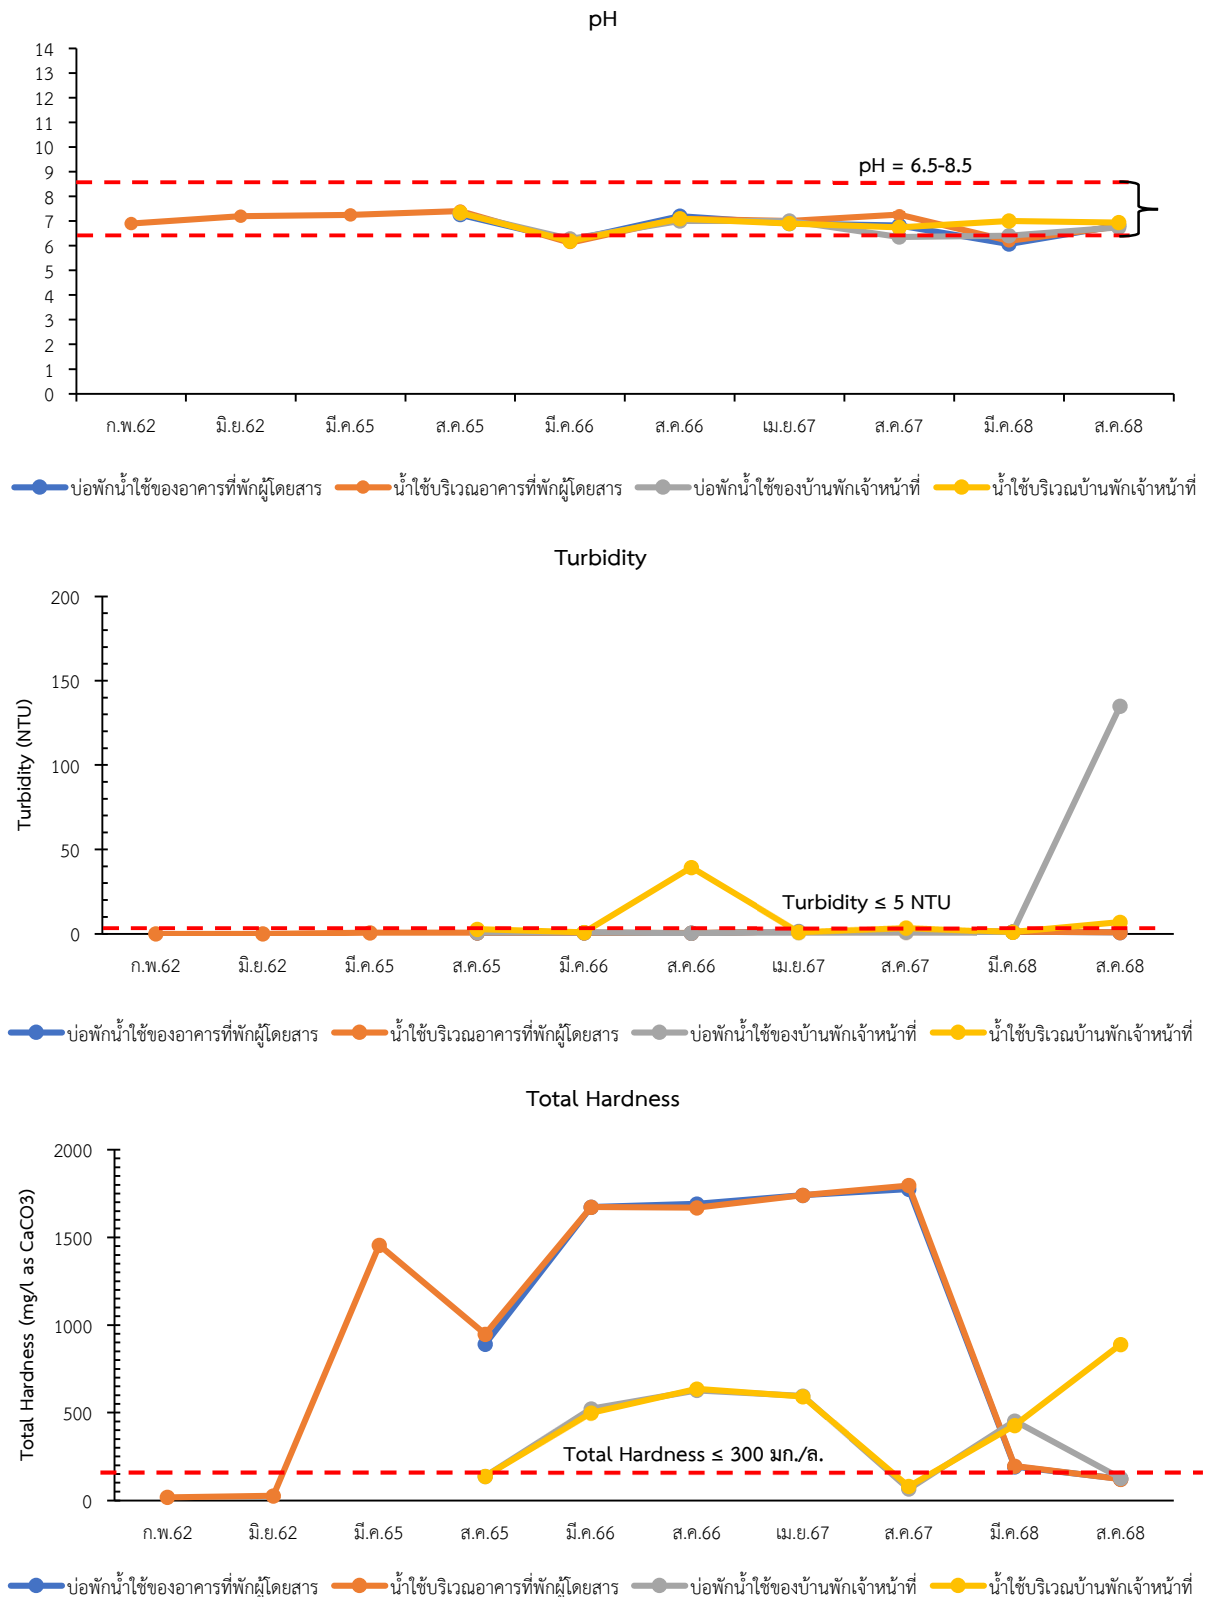 pH
14
13
12
11
10
9
8
7
6
5
4
3
2
1
0
pH = 6.5-8.5
ก.พ.62 มิ.ย.62 มี.ค.65 ส.ค.65 มี.ค.66 ส.ค.66 เม.ย.67 ส.ค.67 มี.ค.68 ส.ค.68
บ่อพักน้ำใช้ของอาคารที่พักผู้โดยสาร น้ำใช้บริเวณอาคารที่พักผู้โดยสาร บ่อพักน้ำใช้ของบ้านพักเจ้าหน้าที่ น้ำใช้บริเวณบ้านพักเจ้าหน้าที่
Turbidity
Turbidity (NTU)
200
150
100
50
0
Turbidity ≤ 5 NTU
ก.พ.62 มิ.ย.62 มี.ค.65 ส.ค.65 มี.ค.66 ส.ค.66 เม.ย.67 ส.ค.67 มี.ค.68 ส.ค.68
บ่อพักน้ำใช้ของอาคารที่พักผู้โดยสาร น้ำใช้บริเวณอาคารที่พักผู้โดยสาร บ่อพักน้ำใช้ของบ้านพักเจ้าหน้าที่ น้ำใช้บริเวณบ้านพักเจ้าหน้าที่
Total Hardness
Total Hardness (mg/l as CaCO3)
2000
1500
1000
500
0
Total Hardness ≤ 300 มก./ล.
ก.พ.62 มิ.ย.62 มี.ค.65 ส.ค.65 มี.ค.66 ส.ค.66 เม.ย.67 ส.ค.67 มี.ค.68 ส.ค.68
บ่อพักน้ำใช้ของอาคารที่พักผู้โดยสาร น้ำใช้บริเวณอาคารที่พักผู้โดยสาร บ่อพักน้ำใช้ของบ้านพักเจ้าหน้าที่ น้ำใช้บริเวณบ้านพักเจ้าหน้าที่